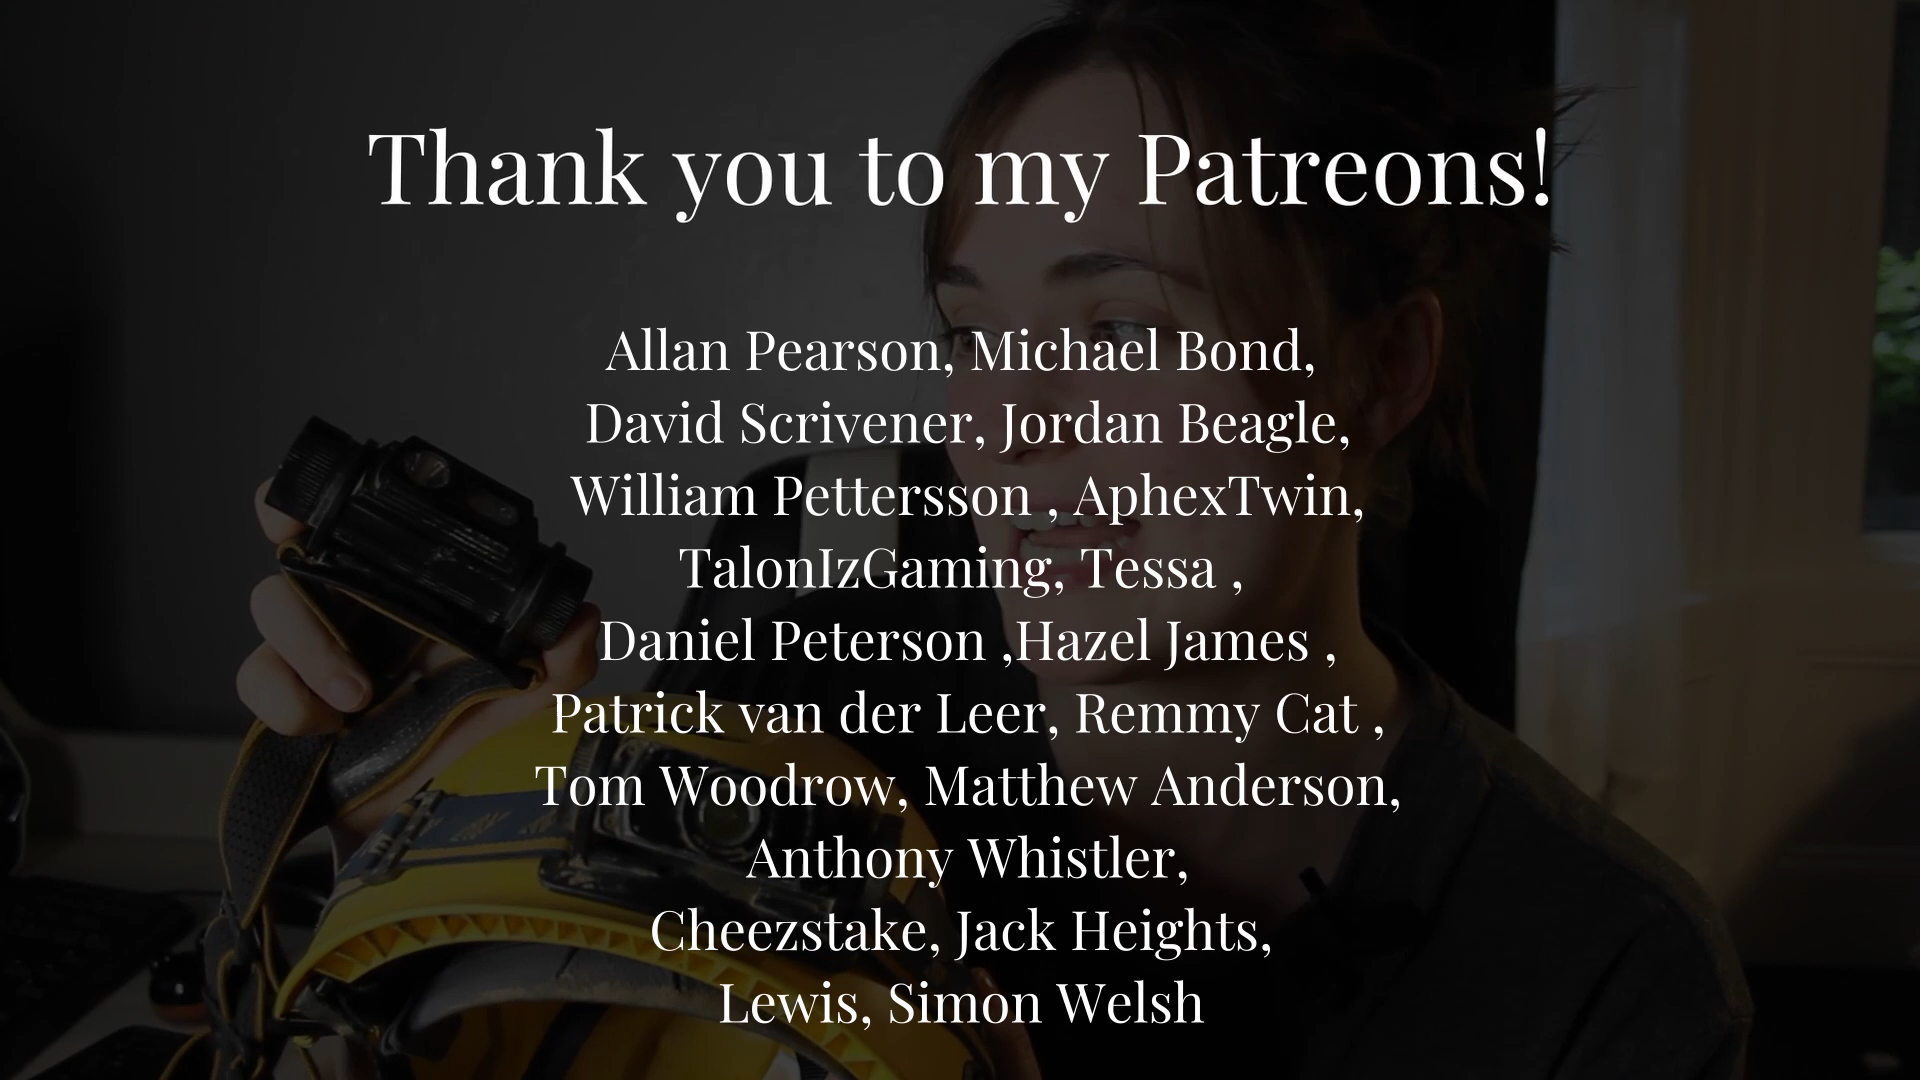 Thank you to my Patreons!
Allan Pearson, Michael Bond,
David Scrivener, Jordan Beagle,
William Pettersson , AphexTwin,
TalonIzGaming, Tessa ,
Daniel Peterson ,Hazel James ,
Patrick van der Leer, Remmy Cat ,
Tom Woodrow, Matthew Anderson,
Anthony Whistler,
Cheezstake, Jack Heights,
Lewis, Simon Welsh